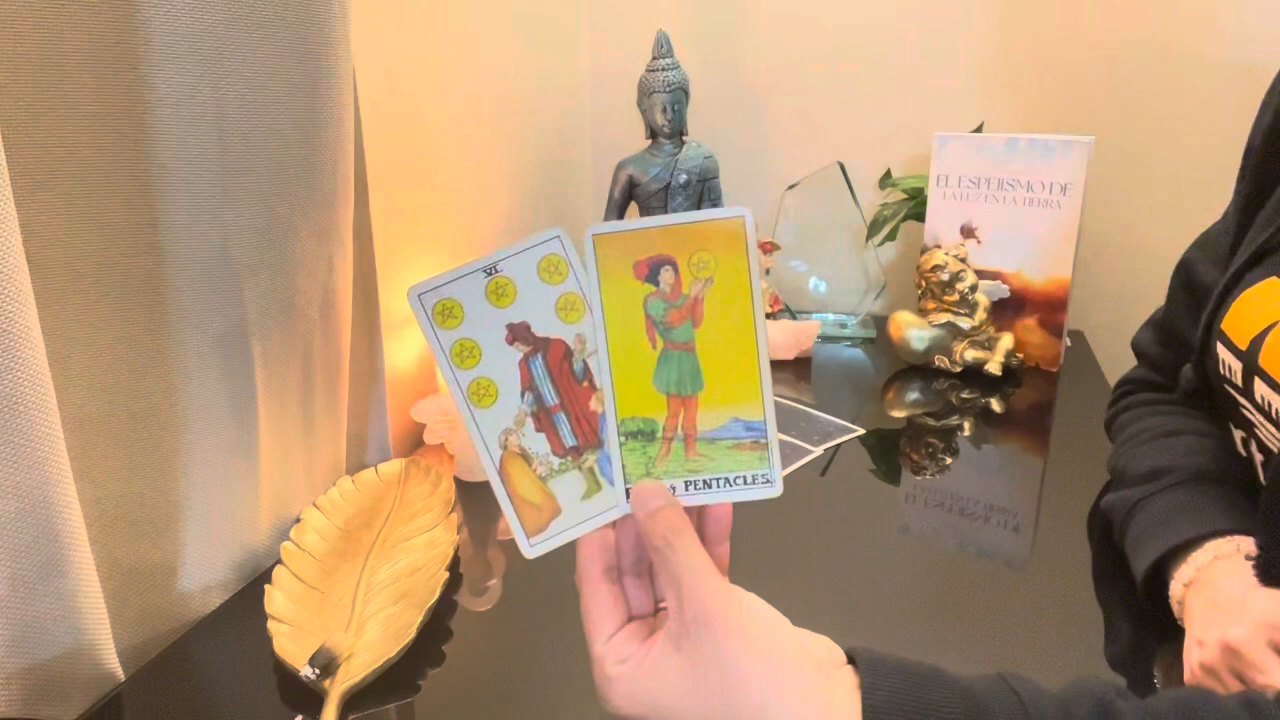 VI
PENTACLES.
EL ESPEJISMO DE
LA LUZ EN LA TIERRA